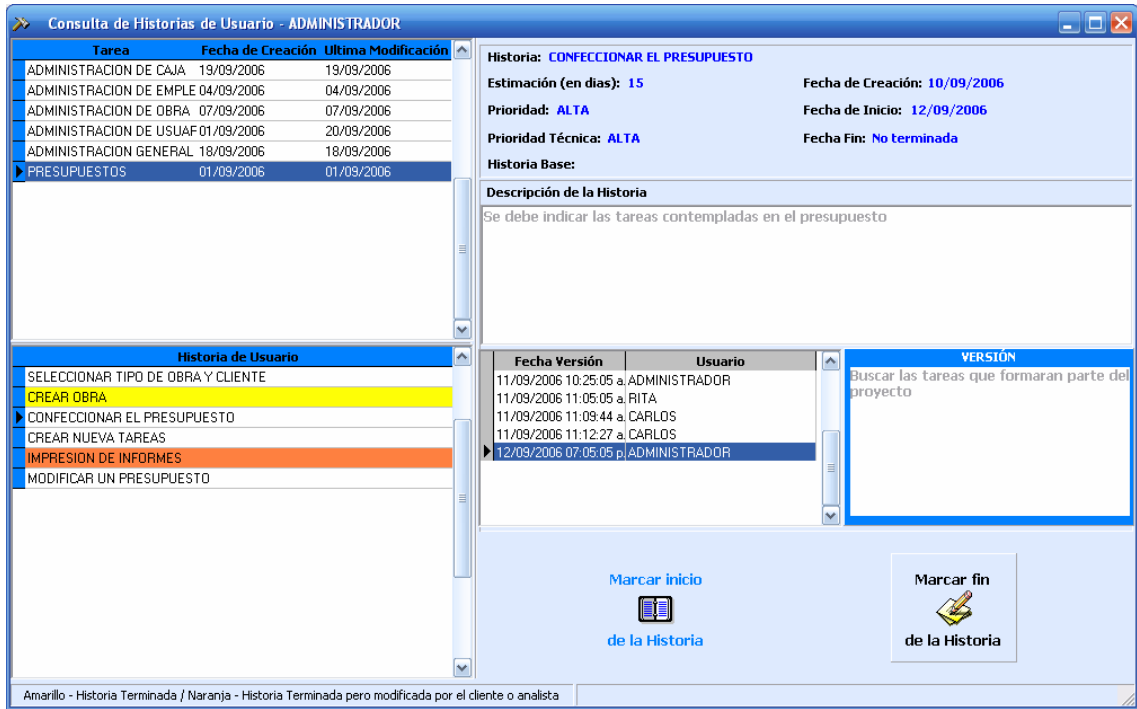 Consulta de Historias de Usuario - ADMINISTRADOR
Tarea Fecha de Creación Ultima Modificación
ADMINISTRACION DE CAJA 19/09/2006 19/09/2006
ADMINISTRACION DE EMPLE 04/09/2006 04/09/2006
ADMINISTRACION DE OBRA 07/09/2006 07/09/2006
ADMINISTRACION DE USUAF 01/09/2006 20/09/2006
ADMINISTRACION GENERAL 18/09/2006 18/09/2006
PRESUPUESTOS 01/09/2006 01/09/2006
Historia de Usuario
SELECCIONAR TIPO DE OBRA Y CLIENTE
CREAR OBRA
CONFECCIONAR EL PRESUPUESTO
CREAR NUEVA TAREAS
IMPRESION DE INFORMES
MODIFICAR UN PRESUPUESTO
Historia: CONFECCIONAR EL PRESUPUESTO
Estimación (en dias): 15 Fecha de Creación: 10/09/2006
Prioridad: ALTA Fecha de Inicio: 12/09/2006
Prioridad Técnica: ALTA Fecha Fin: No terminada
Historia Base:
Descripción de la Historia
Se debe indicar las tareas contempladas en el presupuesto
Fecha Versión Usuario
11/09/2006 10:25:05 a. ADMINISTRADOR
11/09/2006 11:05:05 a. RITA
11/09/2006 11:09:44 a. CARLOS
11/09/2006 11:12:27 a. CARLOS
12/09/2006 07:05:05 p. ADMINISTRADOR
VERSIÓN
Buscar las tareas que formaran parte del
proyecto
Marcar inicio
de la Historia
Marcar fin
de la Historia
Amarillo - Historia Terminada / Naranja - Historia Terminada pero modificada por el cliente o analista